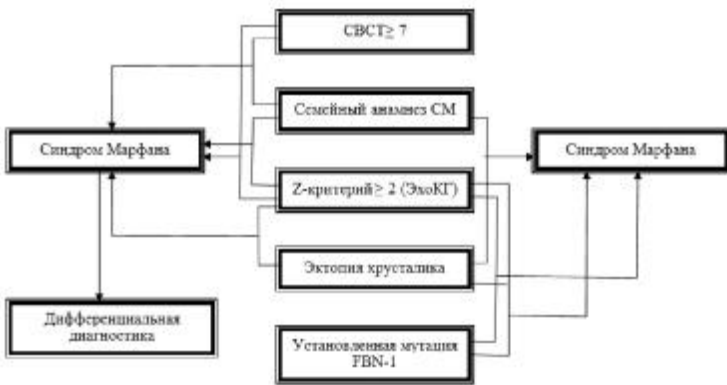 СВСТ≥ 7
Семейный анамнез СМ
Синдром Марфана
Синдром Марфана
Z-критерий≥ 2 (ЭхоКГ)
Эктопия хрусталика
Дифференциальная
диагностика
Установленная мутация
FBN-1